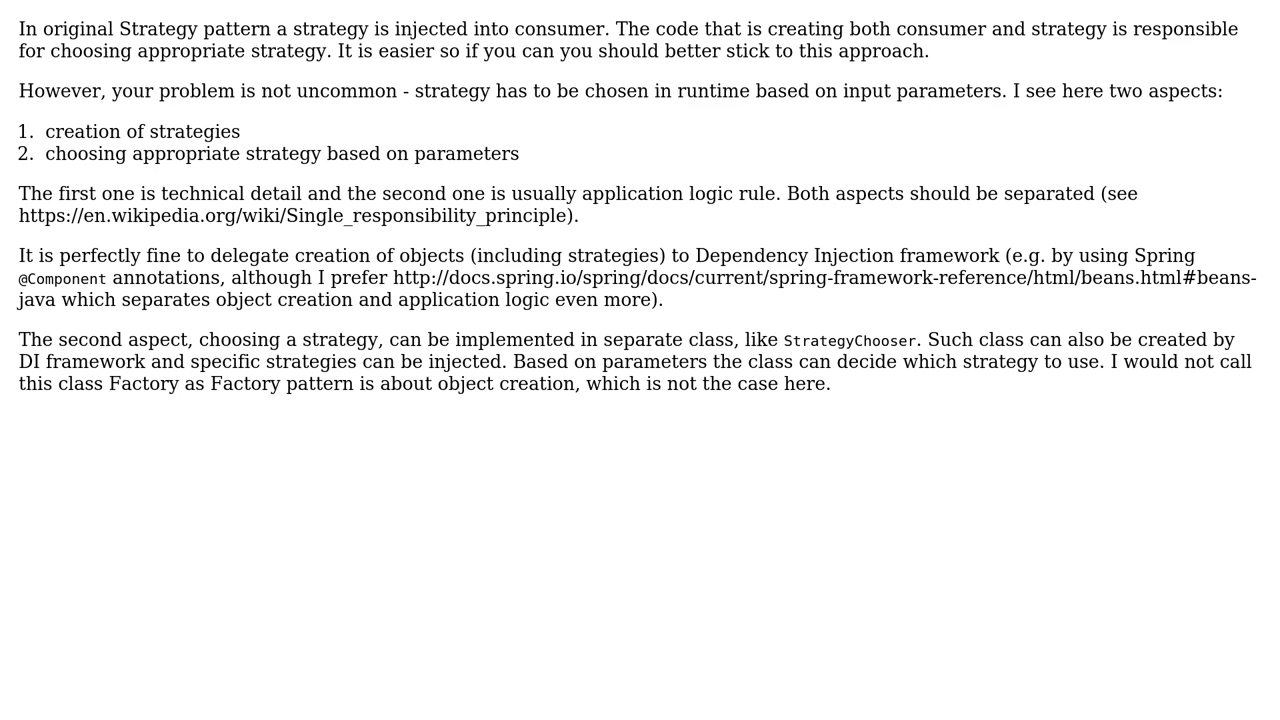 In original Strategy pattern a strategy is injected into consumer. The code that is creating both consumer and strategy is responsible
for choosing appropriate strategy. It is easier so if you can you should better stick to this approach.
However, your problem is not uncommon - strategy has to be chosen in runtime based on input parameters. I see here two aspects:
1. creation of strategies
2. choosing appropriate strategy based on parameters
The first one is technical detail and the second one is usually application logic rule. Both aspects should be separated (see
https://en.wikipedia.org/wiki/Single_responsibility_principle).
It is perfectly fine to delegate creation of objects (including strategies) to Dependency Injection framework (e.g. by using Spring
@Component annotations, although I prefer http://docs.spring.io/spring/docs/current/spring-framework-reference/html/beans.html#beans-
java which separates object creation and application logic even more).
The second aspect, choosing a strategy, can be implemented in separate class, like StrategyChooser. Such class can also be created by
DI framework and specific strategies can be injected. Based on parameters the class can decide which strategy to use. I would not call
this class Factory as Factory pattern is about object creation, which is not the case here.